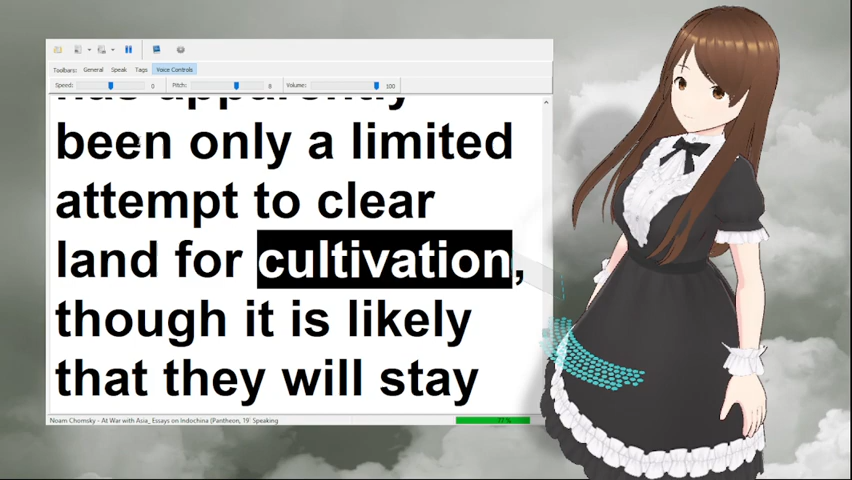 Toolbars: General Speak Tags Voice Controls
Speed: 0 Pitch: 8 Volume: 100
has apparently
been only a limited
attempt to clear
land for cultivation,
though it is likely
that they will stay
Noam Chomsky - At War with Asia_ Essays on Indochina (Pantheon, 19 Speaking 77 %